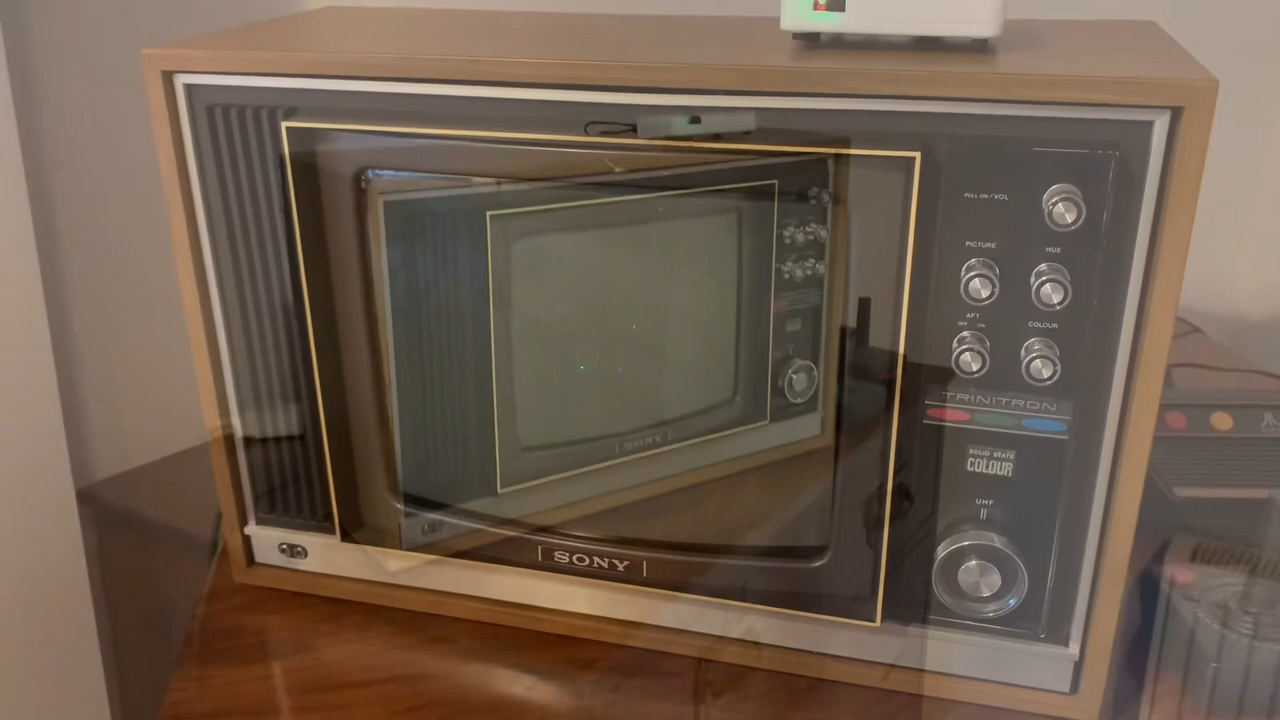 PULL ON / VOL
PICTURE
HUE
AFT
OFF ON
COLOUR
TRINITRON
SOLID STATE
COLOUR
UHF
SONY
SONY